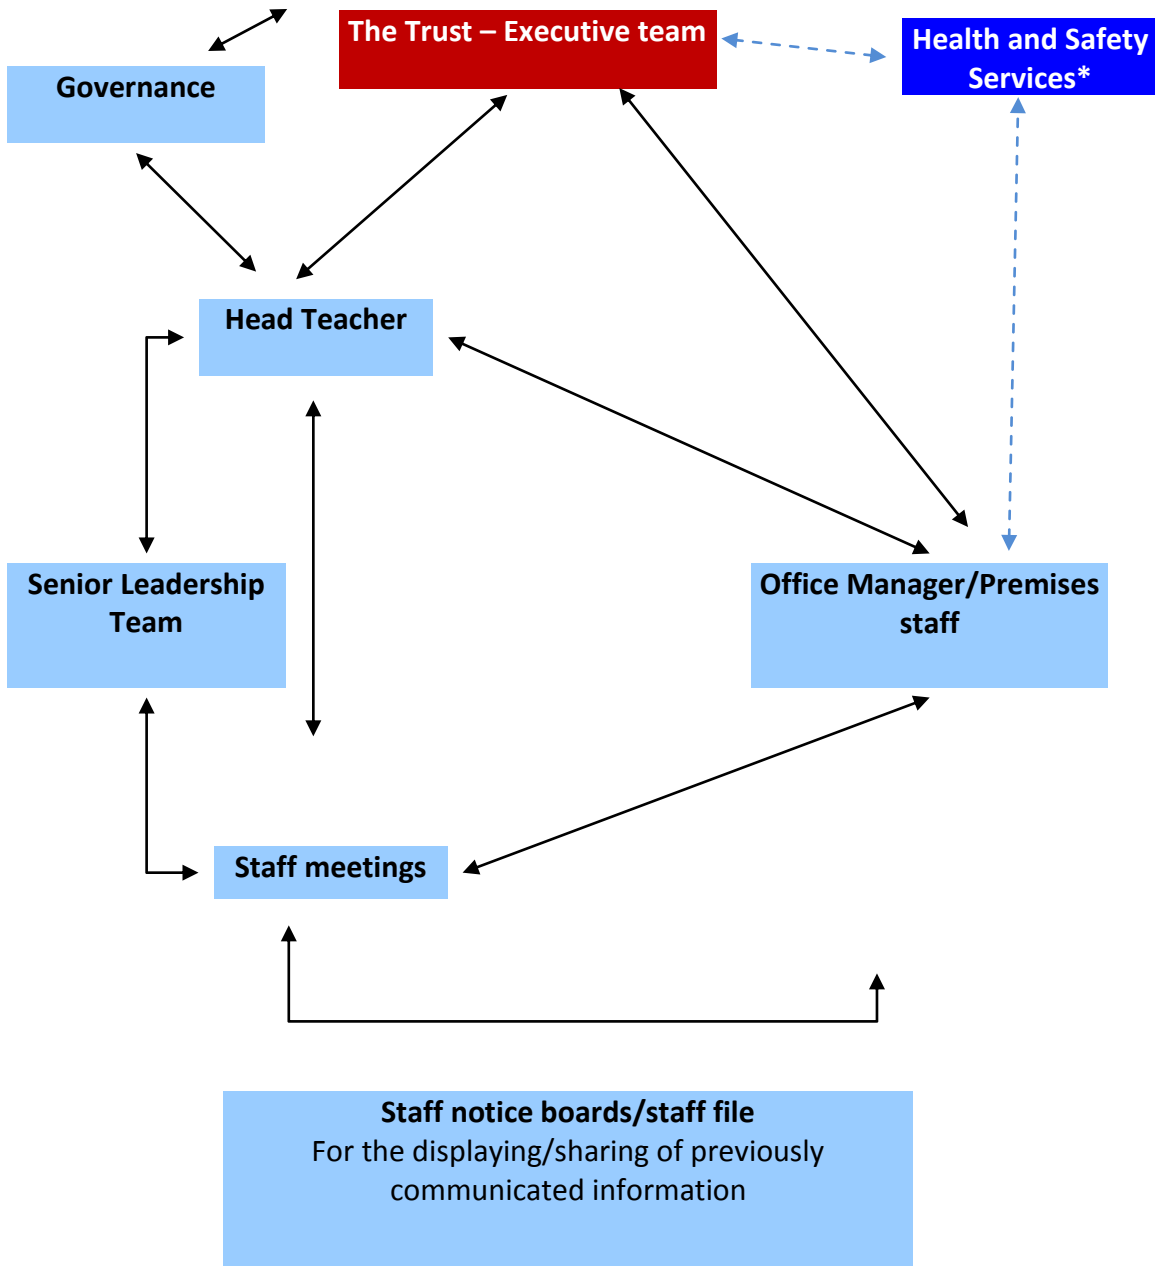 The Trust – Executive team
Health and Safety
Services*
Governance
Head Teacher
Senior Leadership
Team
Office Manager/Premises
staff
Staff meetings
Staff notice boards/staff file
For the displaying/sharing of previously
communicated information